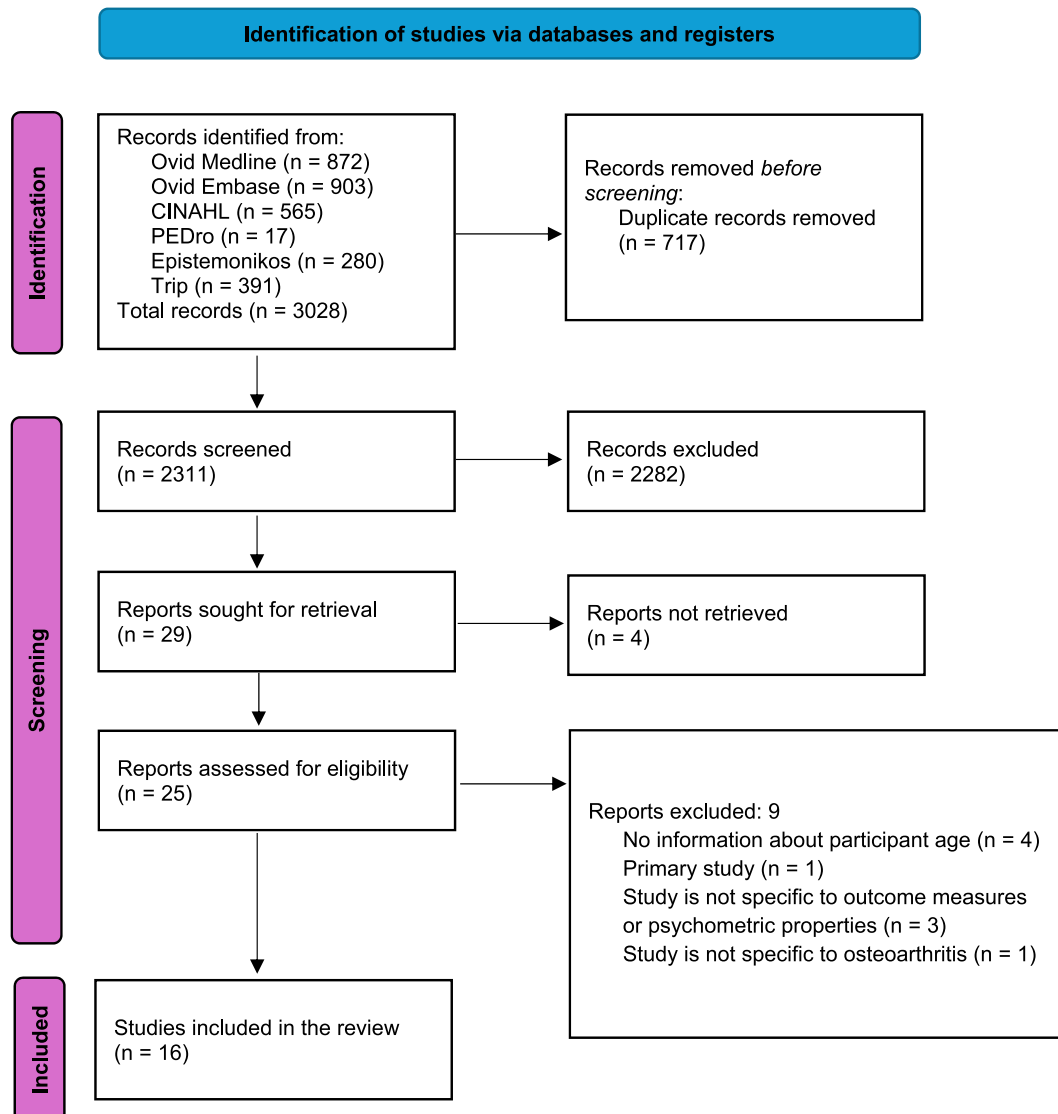 Identification of studies via databases and registers
Identification
Records identified from:
Ovid Medline (n = 872)
Ovid Embase (n = 903)
CINAHL (n = 565)
PEDro (n = 17)
Epistemonikos (n = 280)
Trip (n = 391)
Total records (n = 3028)
Records removed before
screening:
Duplicate records removed
(n = 717)
Screening
Records screened
(n = 2311)
Records excluded
(n = 2282)
Reports sought for retrieval
(n = 29)
Reports not retrieved
(n = 4)
Reports assessed for eligibility
(n = 25)
Reports excluded: 9
No information about participant age (n = 4)
Primary study (n = 1)
Study is not specific to outcome measures
or psychometric properties (n = 3)
Study is not specific to osteoarthritis (n = 1)
Included
Studies included in the review
(n = 16)